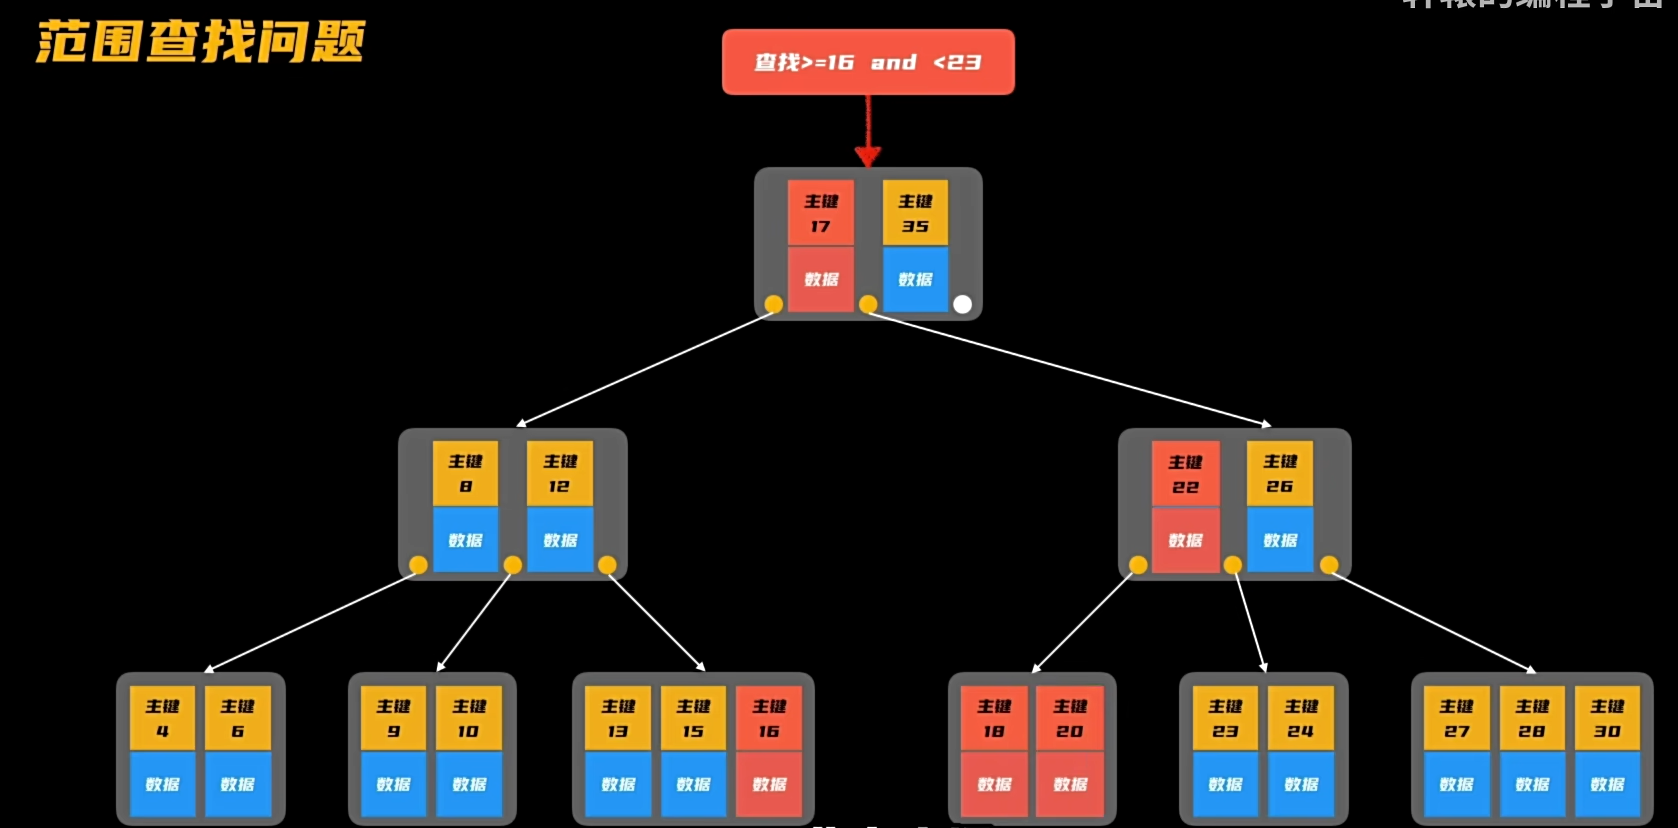 范围查找问题
查找>=16 and <23
主键
17
数据
主键
35
数据
主键
8
数据
主键
12
数据
主键
22
数据
主键
26
数据
主键
4
数据
主键
6
数据
主键
9
数据
主键
10
数据
主键
13
数据
主键
15
数据
主键
16
数据
主键
18
数据
主键
20
数据
主键
23
数据
主键
24
数据
主键
27
数据
主键
28
数据
主键
30
数据